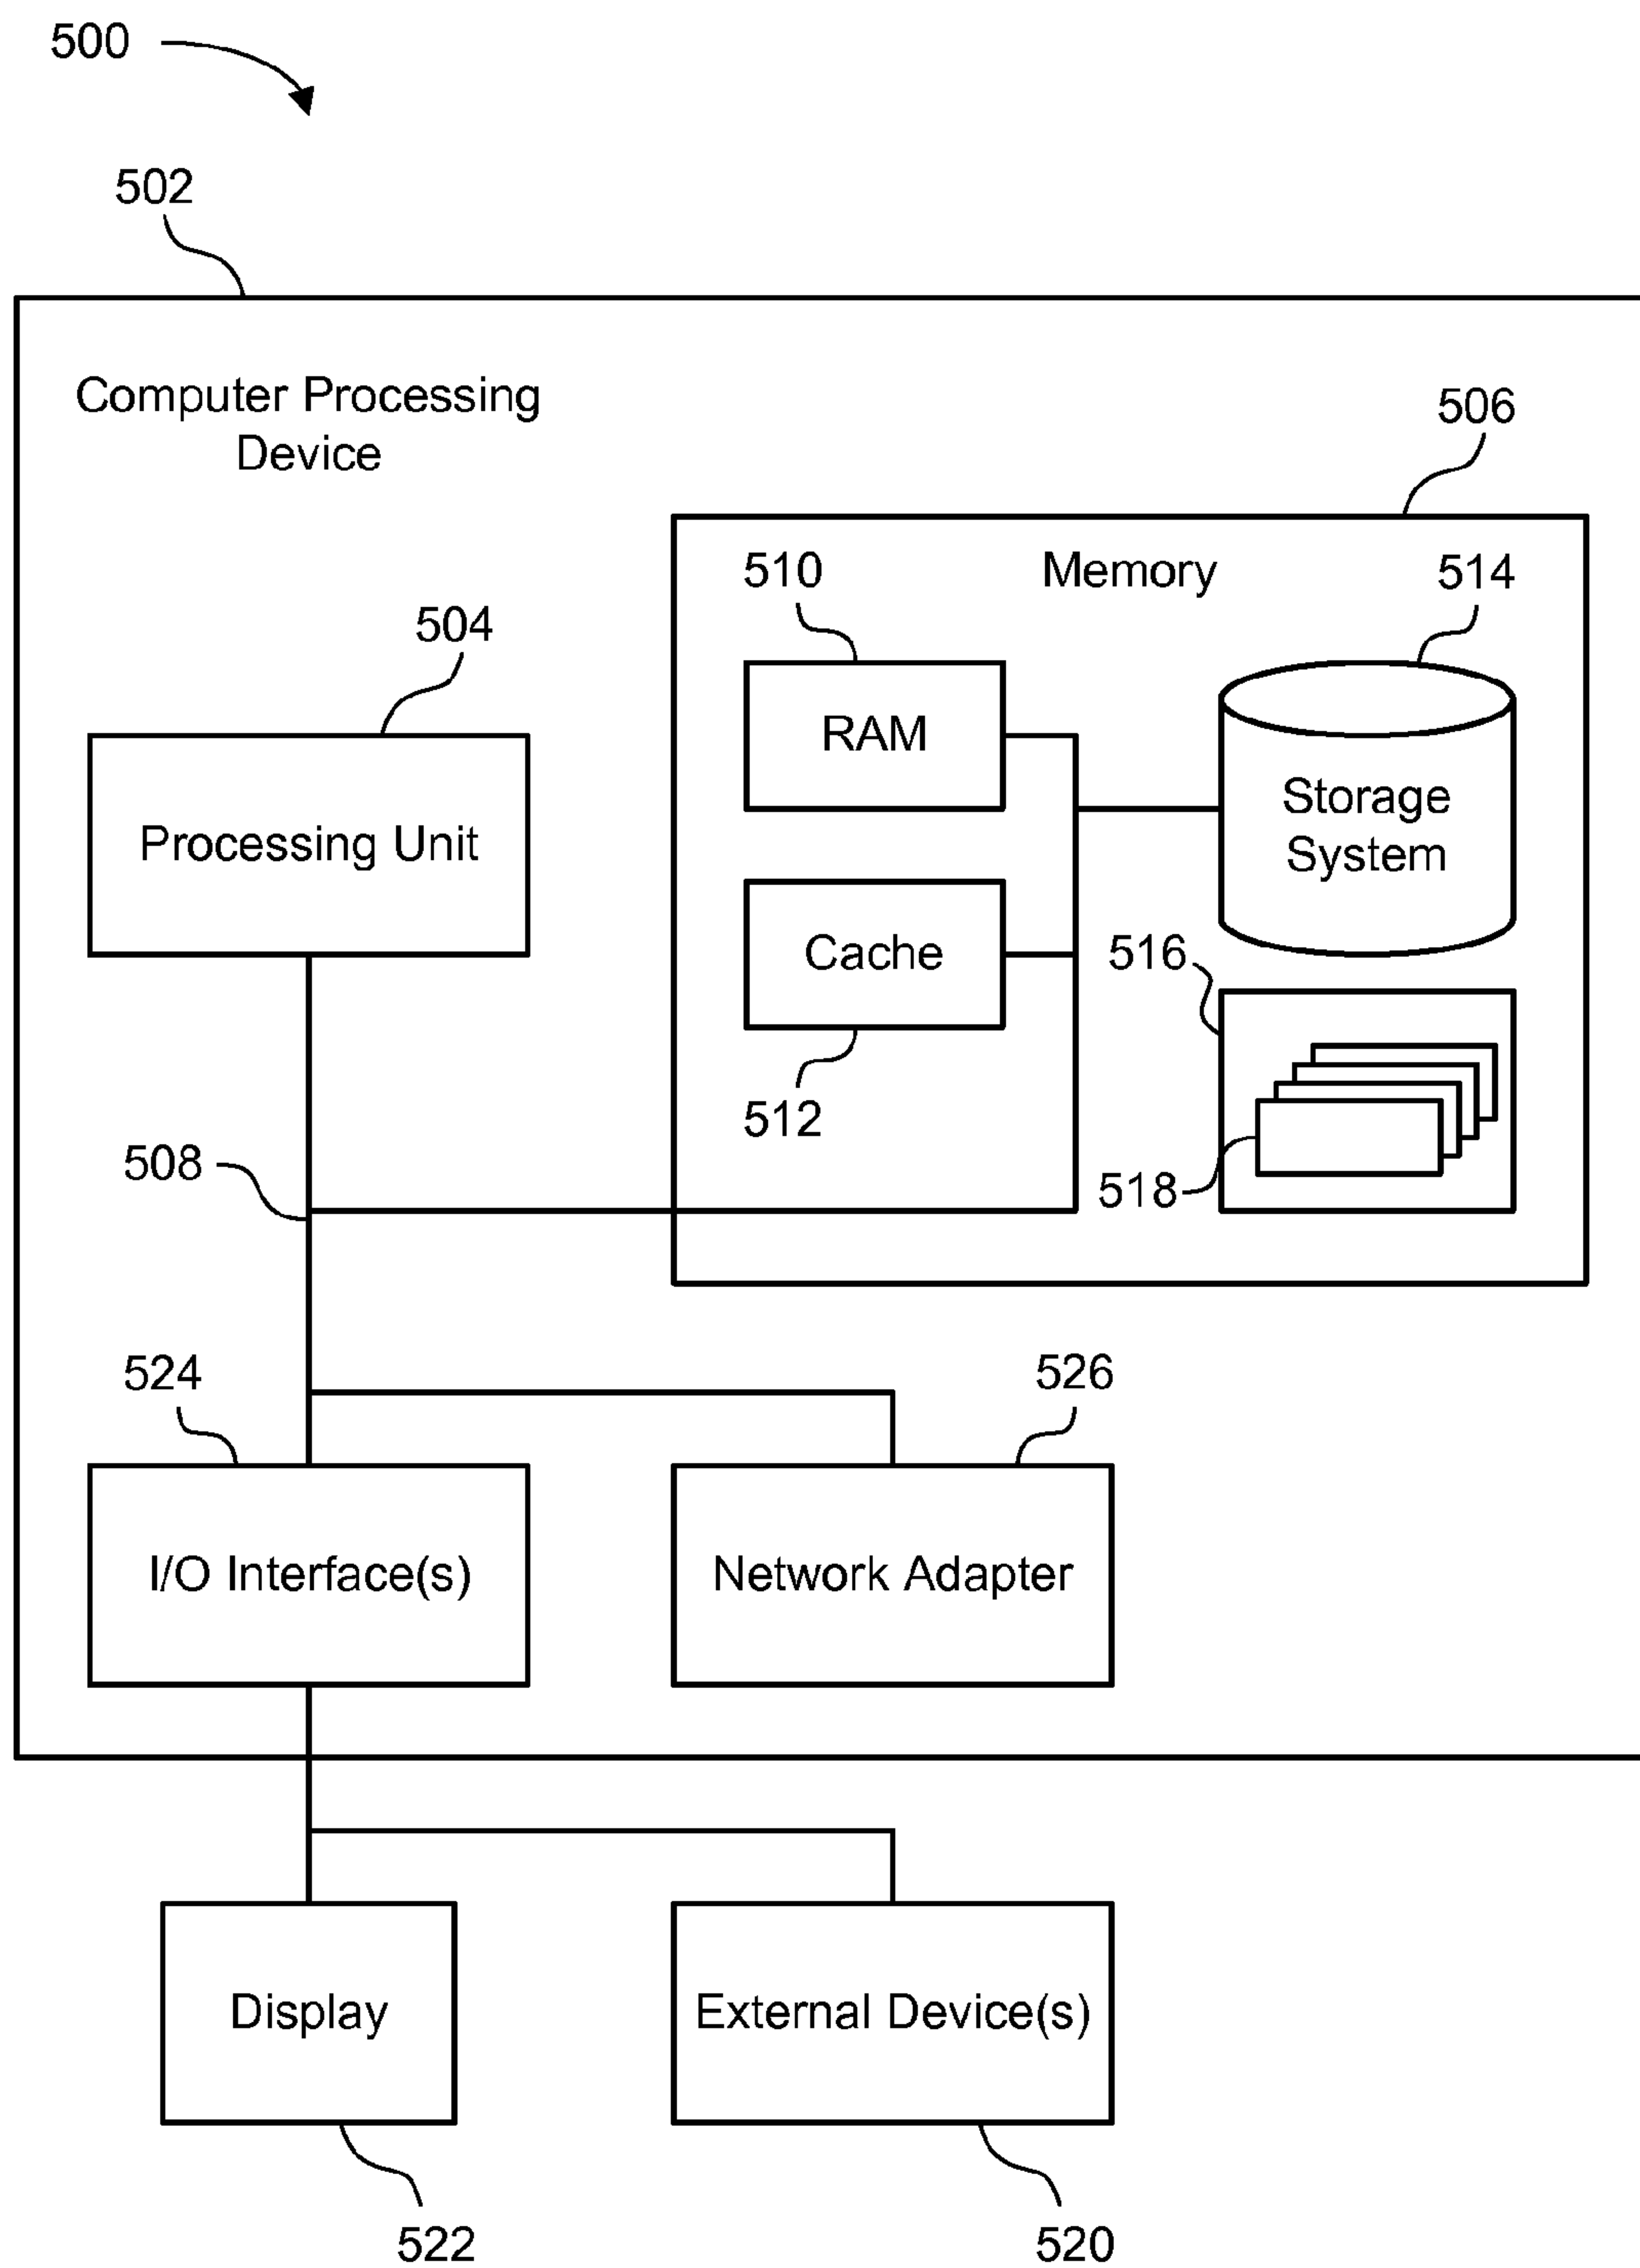 500
502
Computer Processing
Device
506
510
Memory
514
504
RAM
Storage
System
Processing Unit
Cache
516
512
508
518
524
526
I/O Interface(s)
Network Adapter
Display
External Device(s)
522
520